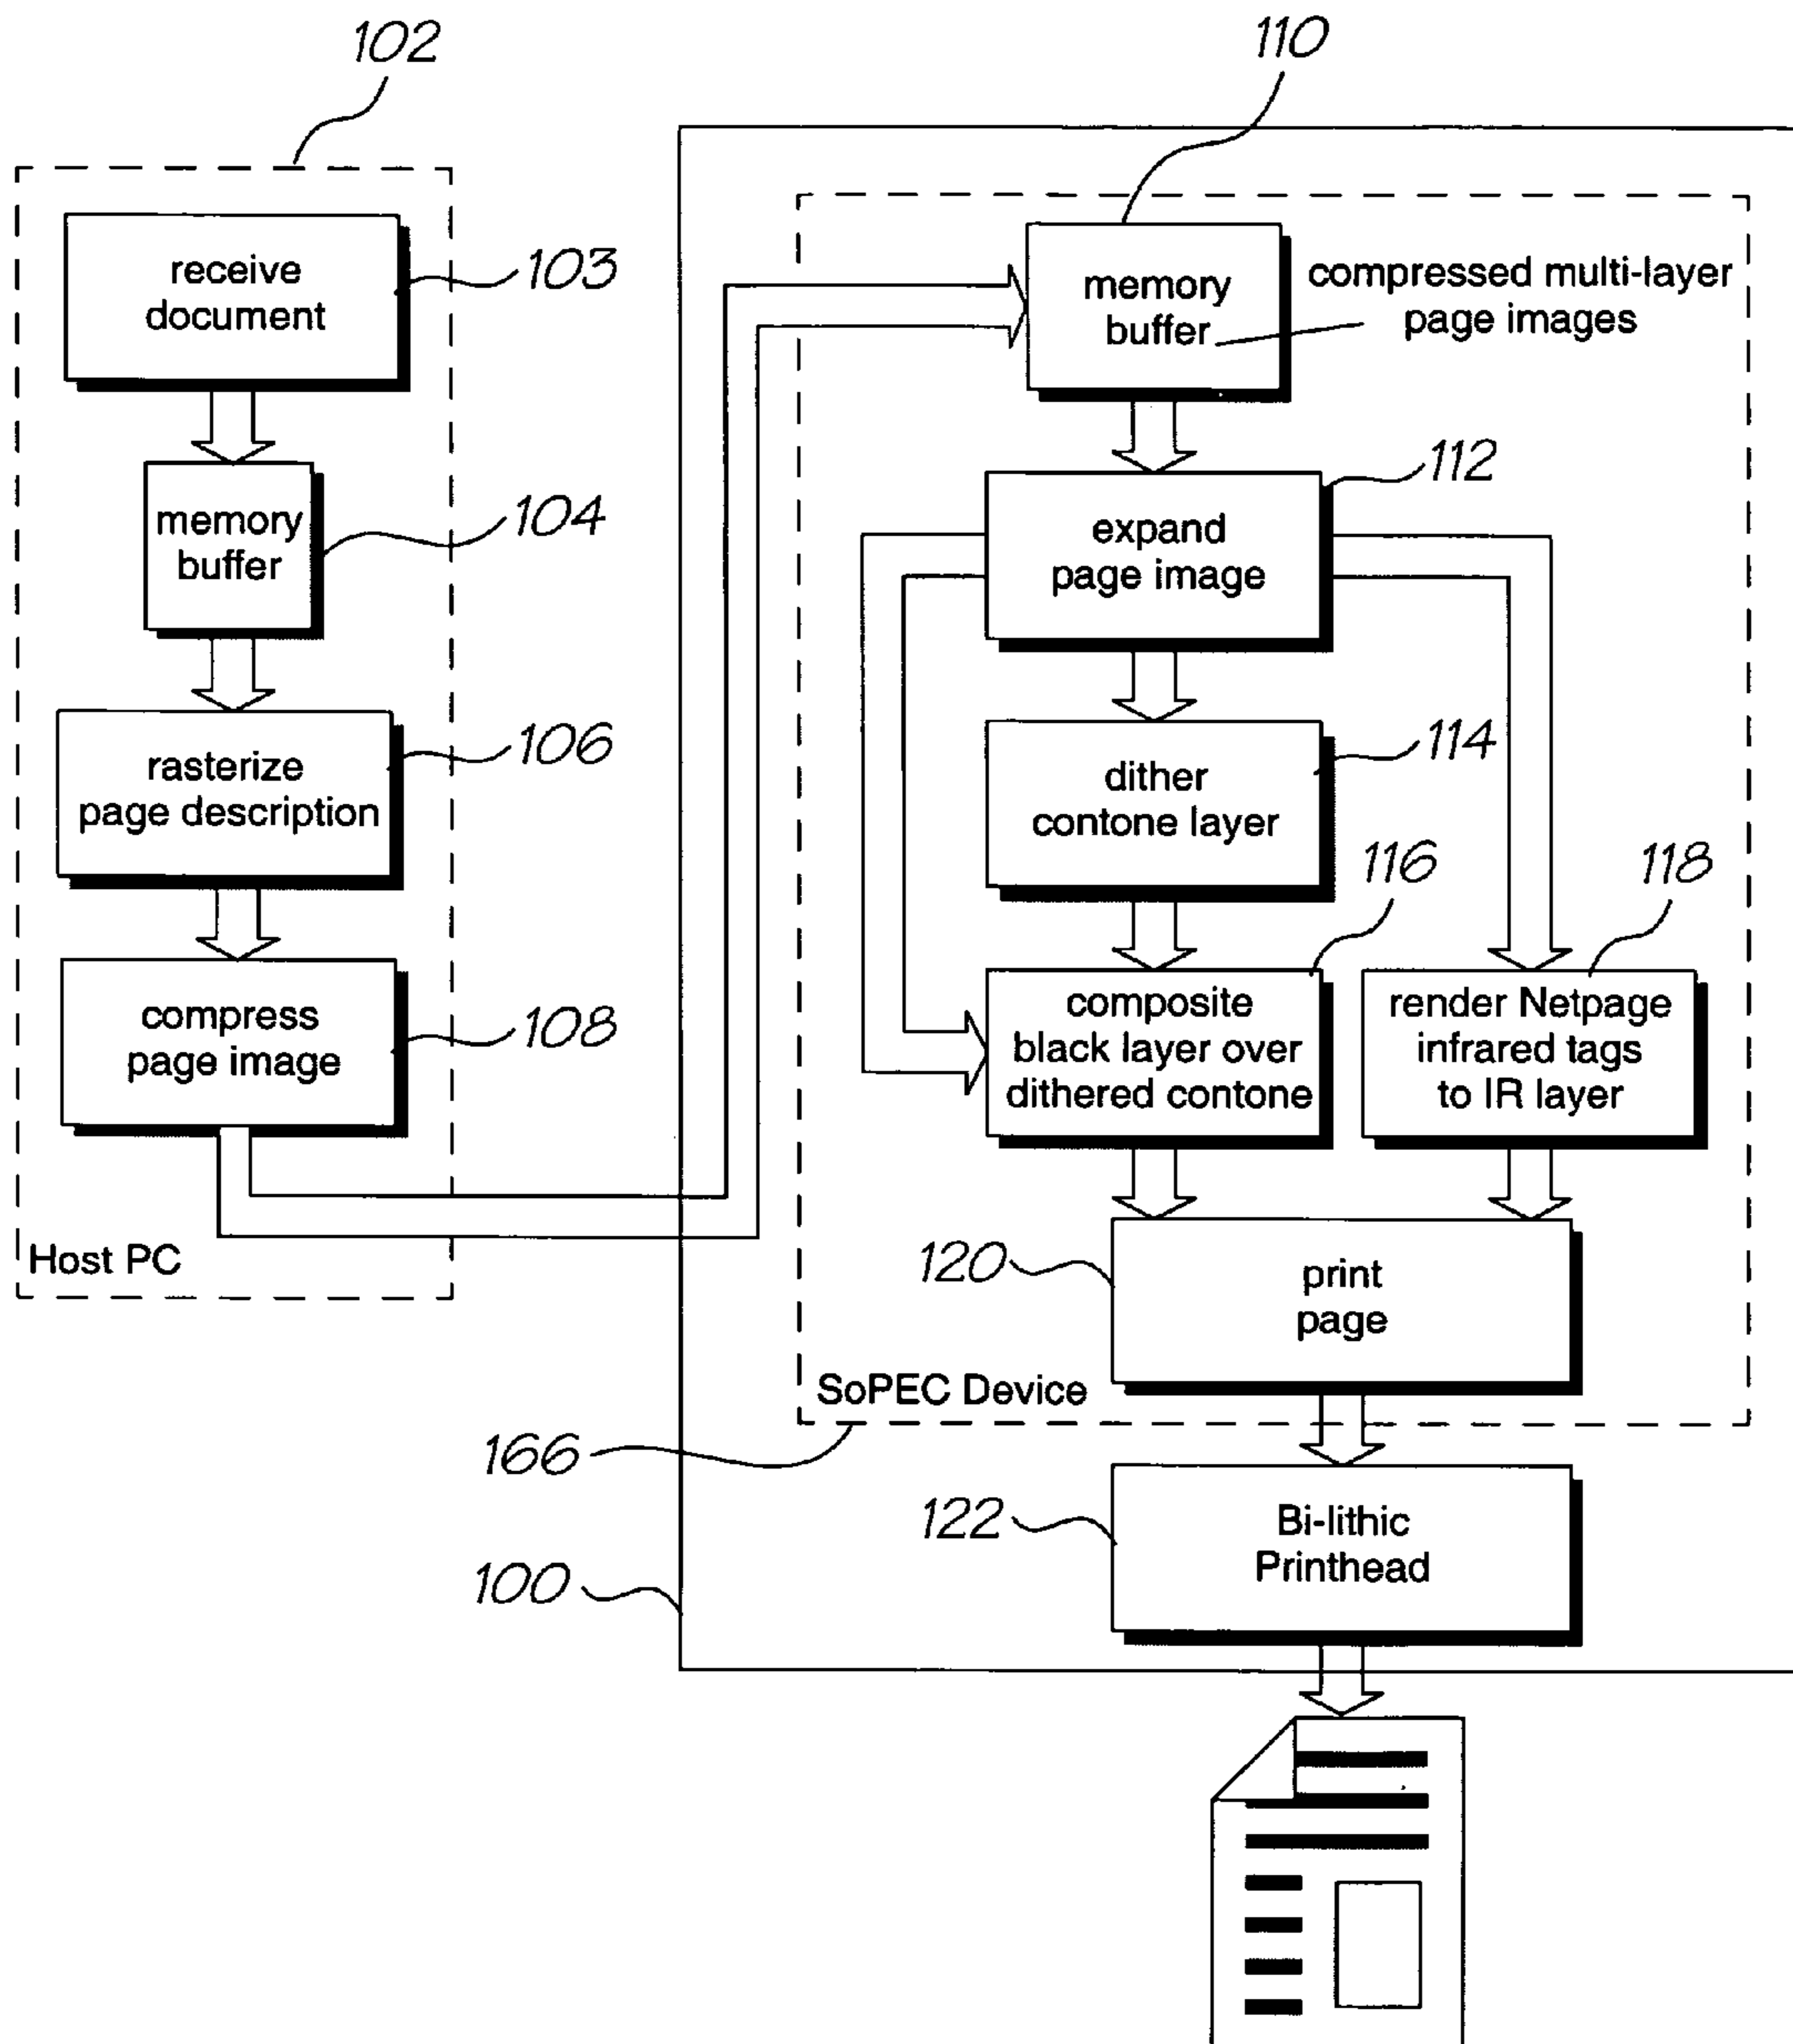 102
receive
document
103
memory
buffer
104
rasterize
page description
106
compress
page image
108
Host PC
110
memory
buffer
compressed multi-layer
page images
expand
page image
112
dither
contone layer
114
116
composite
black layer over
dithered contone
118
render Netpage
infrared tags
to IR layer
120
print
page
SoPEC Device
166
122
Bi-lithic
Printhead
100